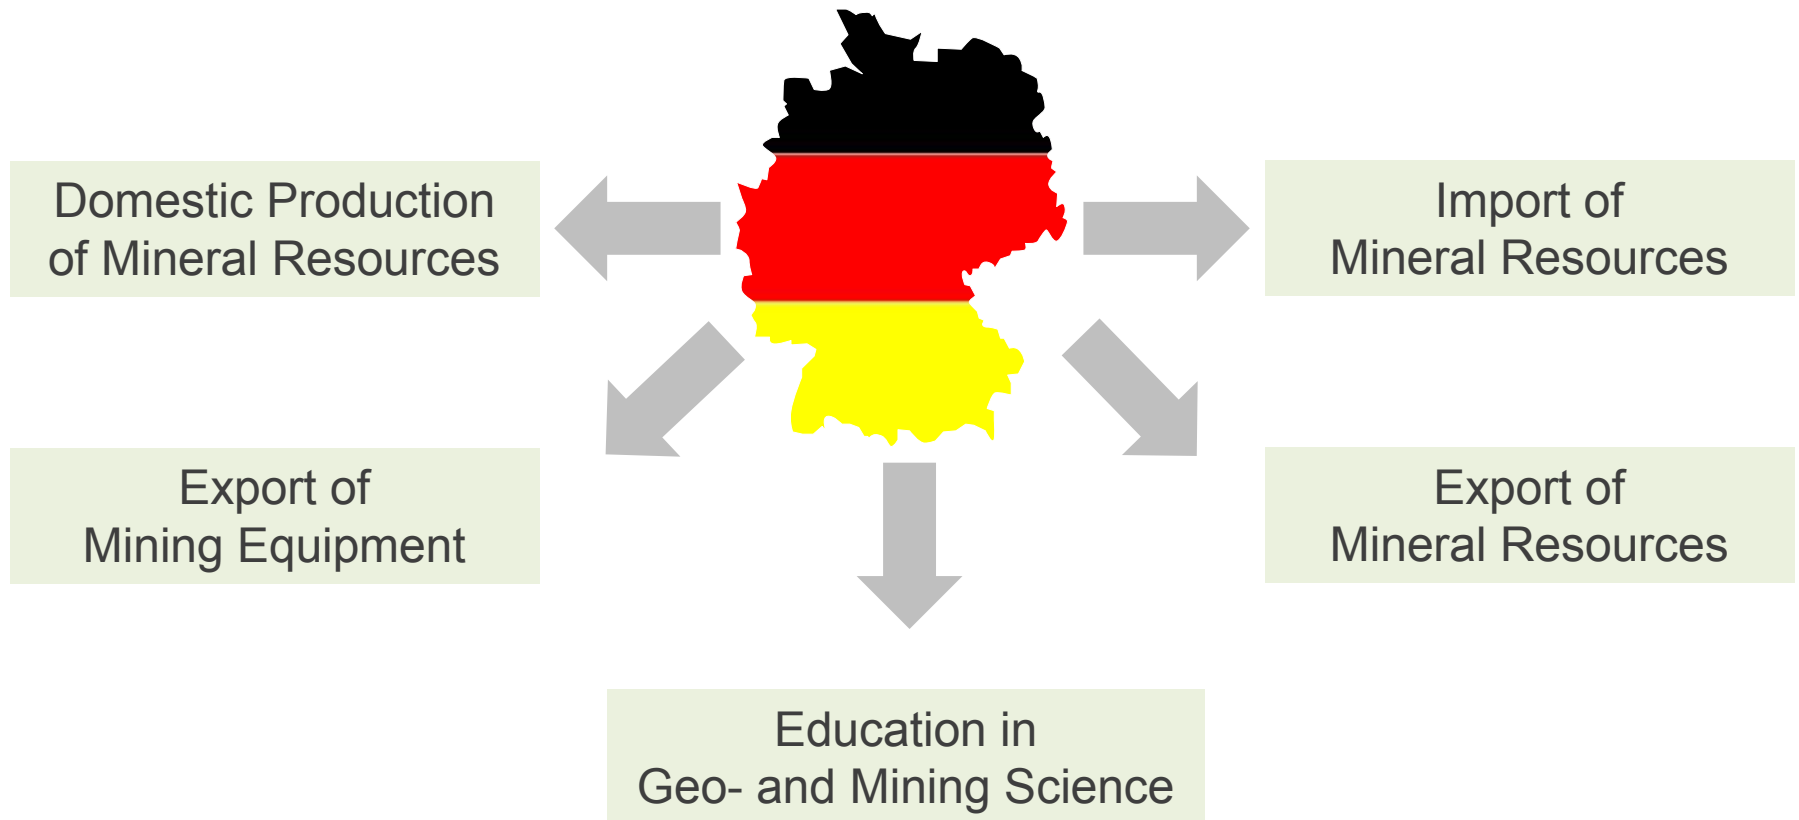 Domestic Production
of Mineral Resources
Import of
Mineral Resources
Export of
Mining Equipment
Export of
Mineral Resources
Education in
Geo- and Mining Science